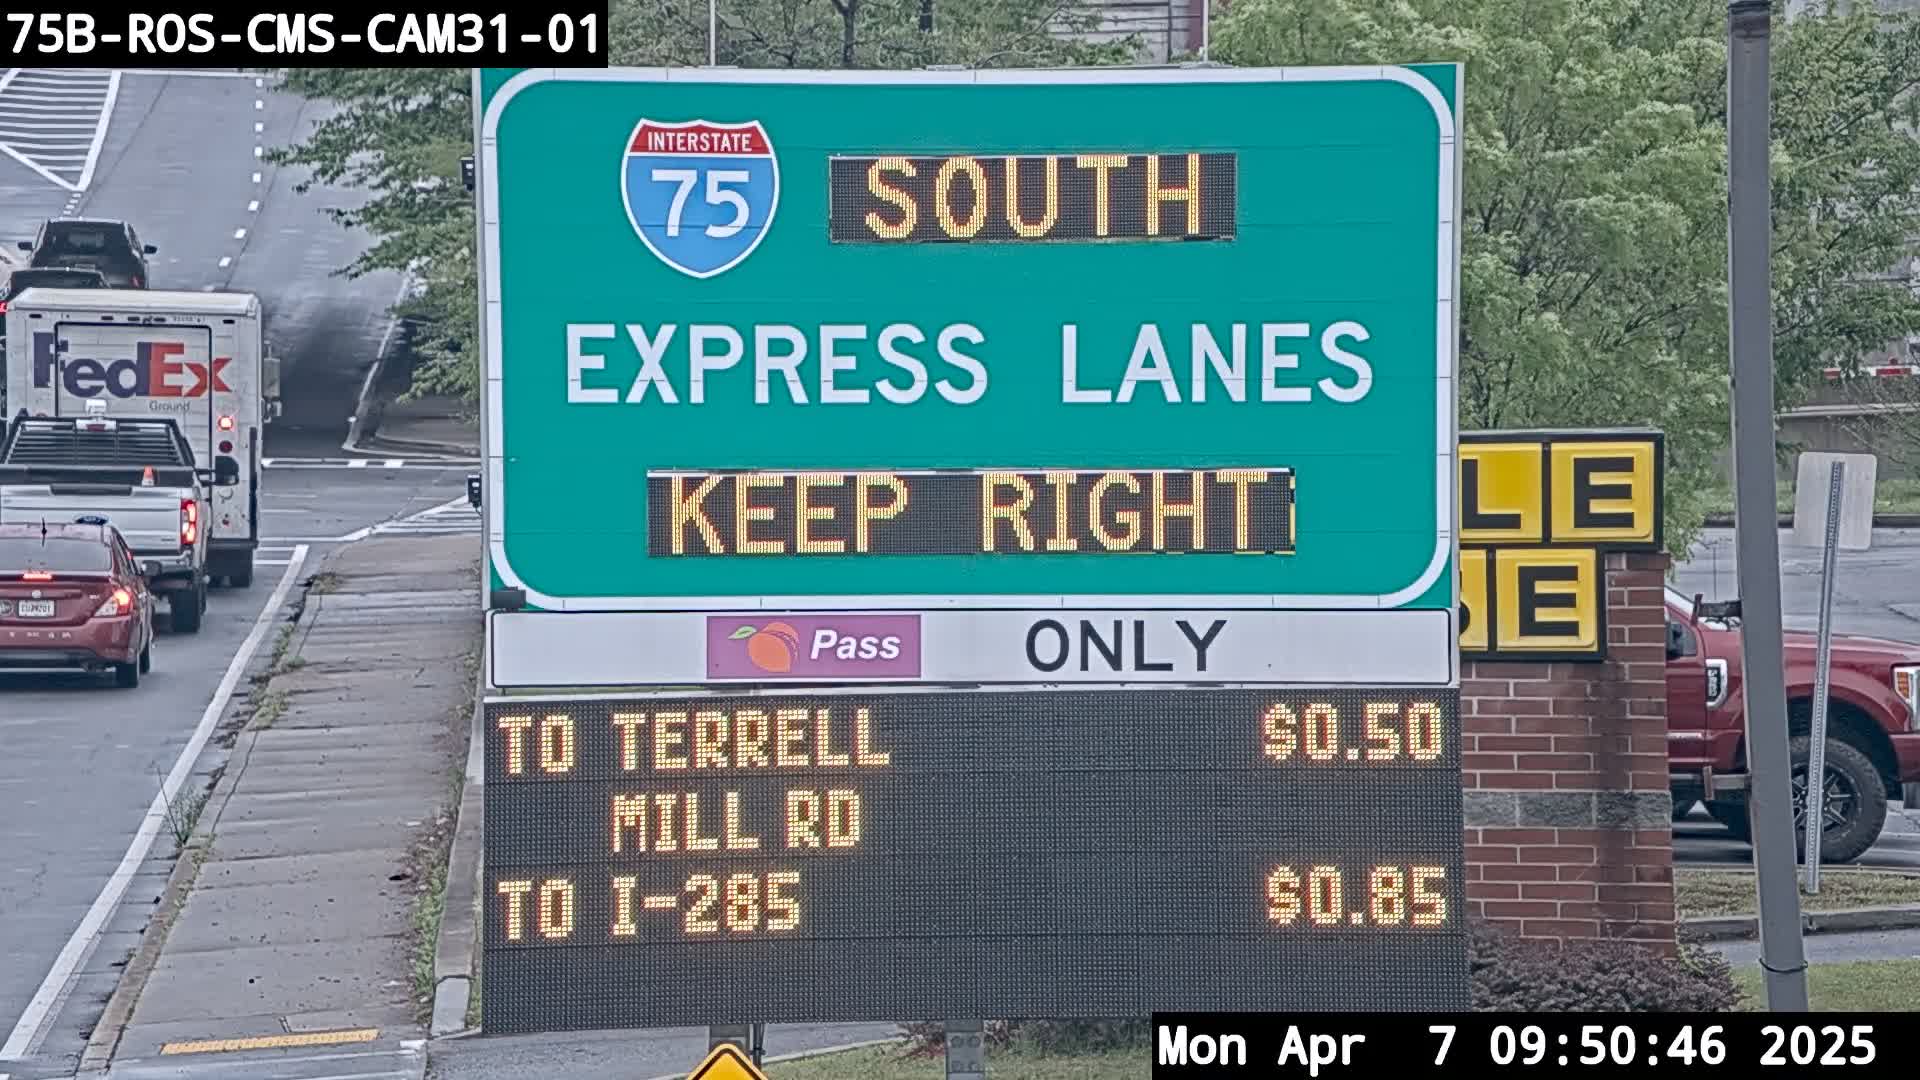 75B-ROS-CMS-CAM31-01
INTERSTATE
75
SOUTH
EXPRESS LANES
KEEP RIGHT
Pass ONLY
TO TERRELL $0.50
MILL RD
TO I-285 $0.85
FedEx
Ground
LE
E
Mon Apr 7 09:50:46 2025